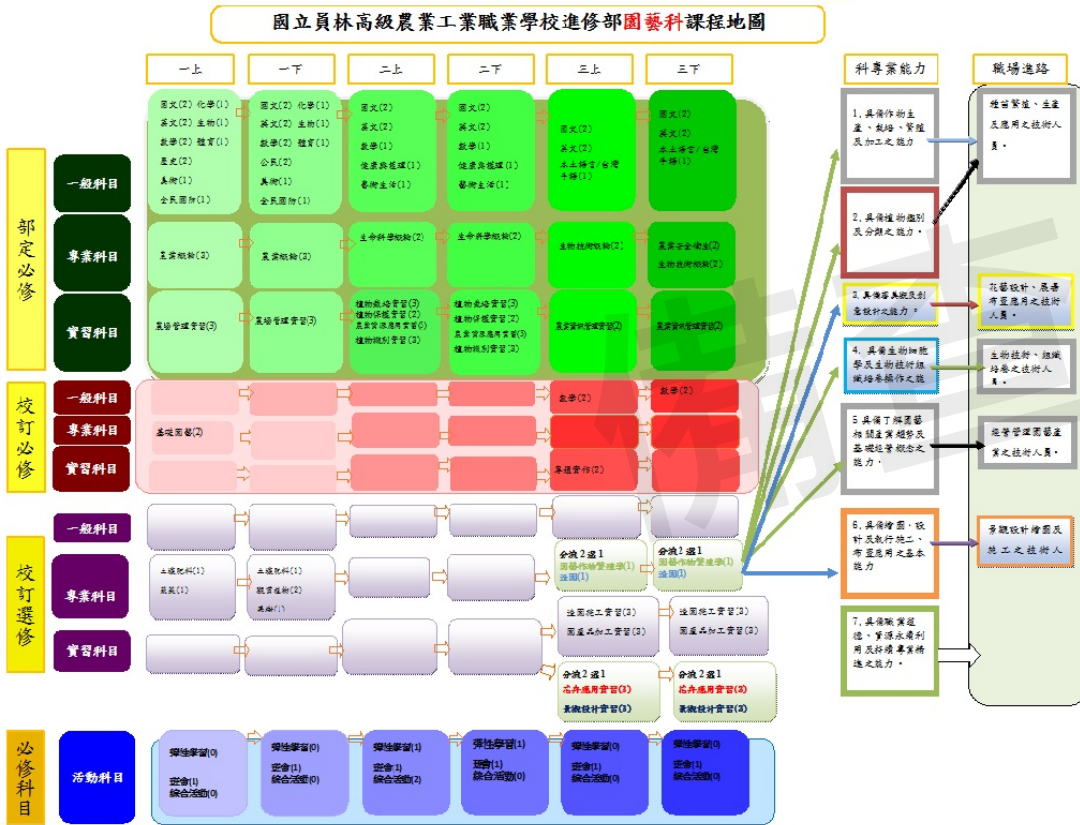 國立員林高級農業工業職業學校進修部園藝科課程地圖
一上
一下
二上
二下
三上
三下
科專業能力
職場進路
部定必修
一般科目
國文(2) 化學(1)
英文(2) 生物(1)
數學(2) 體育(1)
歷史(2)
美術(1)
全民國防(1)
國文(2) 化學(1)
英文(2) 生物(1)
數學(2) 體育(1)
公民(2)
美術(1)
全民國防(1)
國文(2)
英文(2)
數學(1)
健康與護理(1)
藝術生活(1)
國文(2)
英文(2)
數學(1)
健康與護理(1)
藝術生活(1)
國文(2)
英文(2)
本土語言/台灣
手語(1)
國文(2)
英文(2)
本土語言/台灣
手語(1)
專業科目
農業概論(3)
農業概論(3)
生命科學概論(2)
生命科學概論(2)
生物技術概論(2)
農業安全衛生(2)
生物技術概論(2)
實習科目
農場管理實習(3)
農場管理實習(3)
植物栽培實習(3)
植物保護實習(2)
農業資源應用實習(3)
植物識別實習(3)
植物栽培實習(3)
植物保護實習(2)
農業資源應用實習(3)
植物識別實習(3)
農業資訊管理實習(2)
農業資訊管理實習(2)
校訂必修
一般科目
數學(2)
數學(2)
專業科目
基礎園藝(2)
實習科目
專題實作(2)
校訂選修
一般科目
專業科目
土壤肥料(1)
土壤肥料(1)
觀賞植物(2)
分流 2 選 1
園藝作物管理學(1)
造園(1)
分流 2 選 1
園藝作物管理學(1)
造園(1)
實習科目
造園施工實習(3)
園產品加工實習(3)
造園施工實習(3)
園產品加工實習(3)
分流 2 選 1
花卉應用實習(3)
景觀設計實習(3)
分流 2 選 1
花卉應用實習(3)
景觀設計實習(3)
必修科目
活動科目
彈性學習(0)
班會(1)
綜合活動(0)
彈性學習(0)
班會(1)
綜合活動(0)
彈性學習(1)
班會(1)
綜合活動(2)
彈性學習(1)
班會(1)
綜合活動(0)
彈性學習(0)
班會(1)
綜合活動(0)
彈性學習(0)
班會(1)
綜合活動(0)
1. 具備作物生
產、栽培、繁殖
及加工之能力
2. 具備植物鑑別
及分類之能力。
3. 具備審美觀及創
意設計之能力。
4. 具備生物細胞
學及生物技術組
織培養操作之能
5 具備了解園藝
相關產業趨勢及
基礎經營概念之
能力.
6. 具備繪圖、設
計及執行施工、
布置應用之基本
能力
7. 具備職業道
德、資源永續利
用及持續專業精
進之能力。
種苗繁殖、生產
及應用之技術人
員。
花藝設計、展場
布置應用之技術
人員。
生物技術、組織
培養之技術人
員。
經營管理園藝產
業之技術人員。
景觀設計繪圖及
施工之技術人
備查